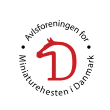 Avlsforeningen for
Miniaturehesten i Danmark